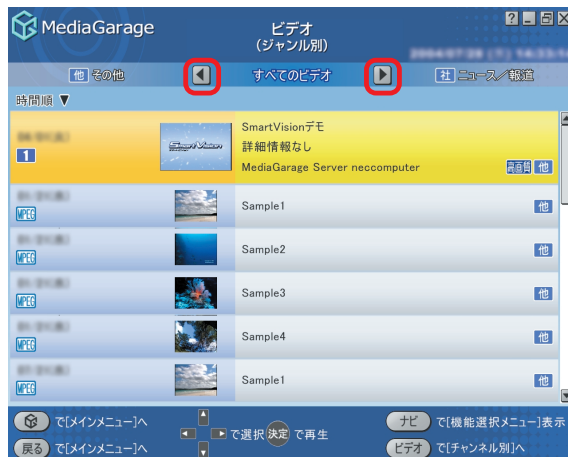 MediaGarage
ビデオ
(ジャンル別)
?
他 その他
すべてのビデオ
社 ニュース/報道
時間順 ▼
SmartVisionデモ
詳細情報なし
MediaGarage Server neccomputer
1
SmartVision
高画質 他
MPEG
Sample1
他
MPEG
Sample2
他
MPEG
Sample3
他
MPEG
Sample4
他
MPEG
Sample1
他
で[メインメニュー]へ
で選択 決定 で再生
ナビ で[機能選択メニュー]表示
戻る で[メインメニュー]へ
ビデオ で[チャンネル別]へ